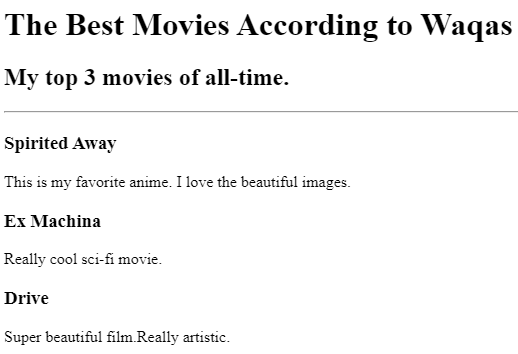 The Best Movies According to Waqas
My top 3 movies of all-time.
Spirited Away
This is my favorite anime. I love the beautiful images.
Ex Machina
Really cool sci-fi movie.
Drive
Super beautiful film.Really artistic.